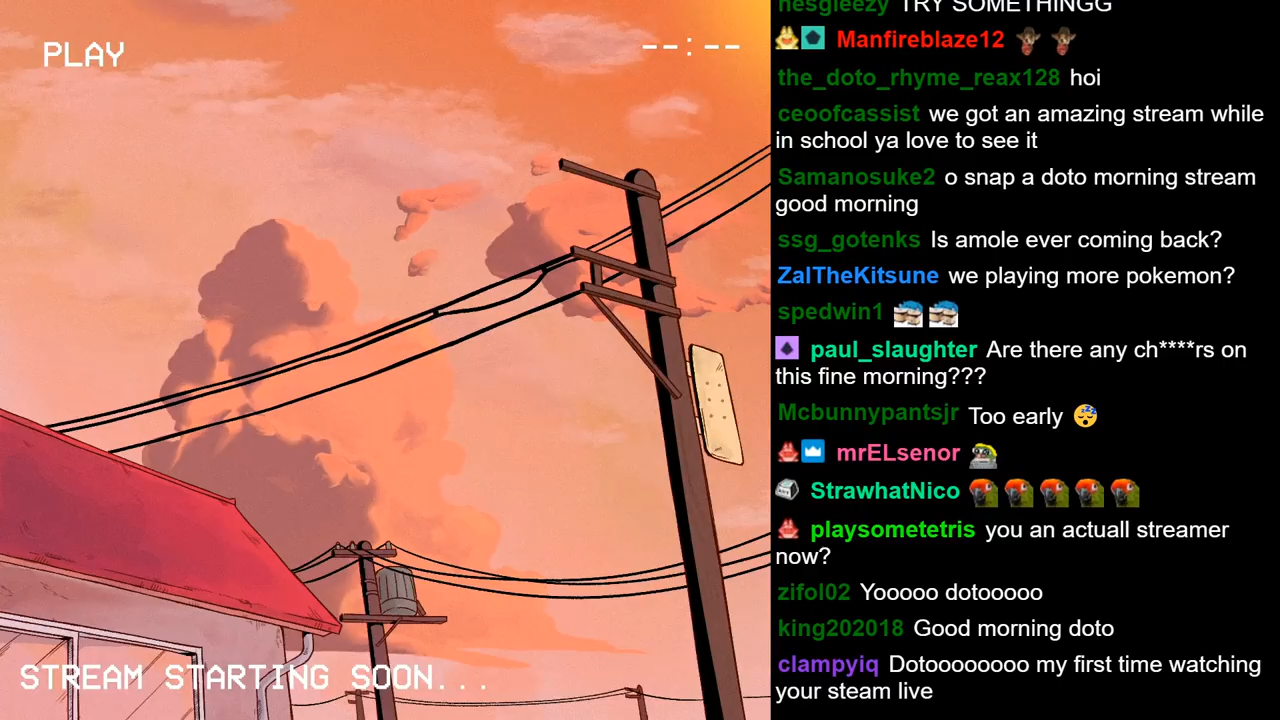 PLAY
--:--
STREAM STARTING SOON...
nesgleezy TRY SOMETHINGG
Manfireblaze12
the_doto_rhyme_reax128 hoi
ceoofcassist we got an amazing stream while
in school ya love to see it
Samanosuke2 o snap a doto morning stream
good morning
ssg_gotenks Is amole ever coming back?
ZalTheKitsune we playing more pokemon?
spedwin1
paul_slaughter Are there any ch****rs on
this fine morning???
Mcbunnypantsjr Too early 😴
mrELsenor
StrawhatNico
playsometetris you an actuall streamer
now?
zifol02 Yooooo dotooooo
king202018 Good morning doto
clampyiq Dotoooooooo my first time watching
your steam live